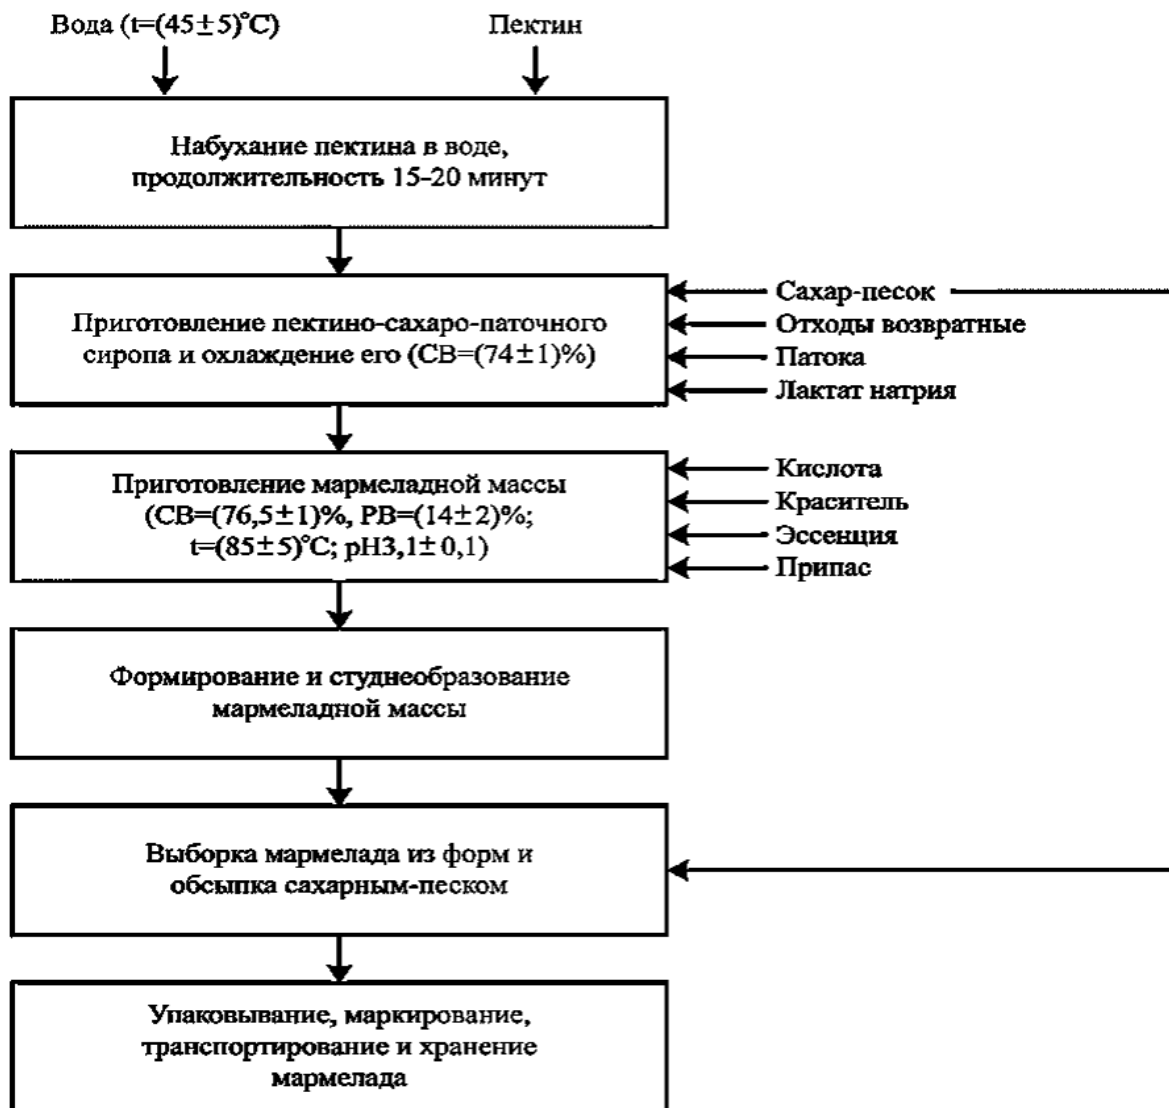 Вода (t=(45±5)°С)
Пектин
Набухание пектина в воде,
продолжительность 15-20 минут
Приготовление пектино-сахаро-паточного
сиропа и охлаждение его (СВ=(74±1)%)
Сахар-песок
Отходы возвратные
Патока
Лактат натрия
Приготовление мармеладной массы
(СВ=(76,5±1)%, РВ=(14±2)%;
t=(85±5)°С; рН3,1±0,1)
Кислота
Краситель
Эссенция
Припас
Формирование и студнеобразование
мармеладной массы
Выборка мармелада из форм и
обсыпка сахарным-песком
Упаковывание, маркирование,
транспортирование и хранение
мармелада